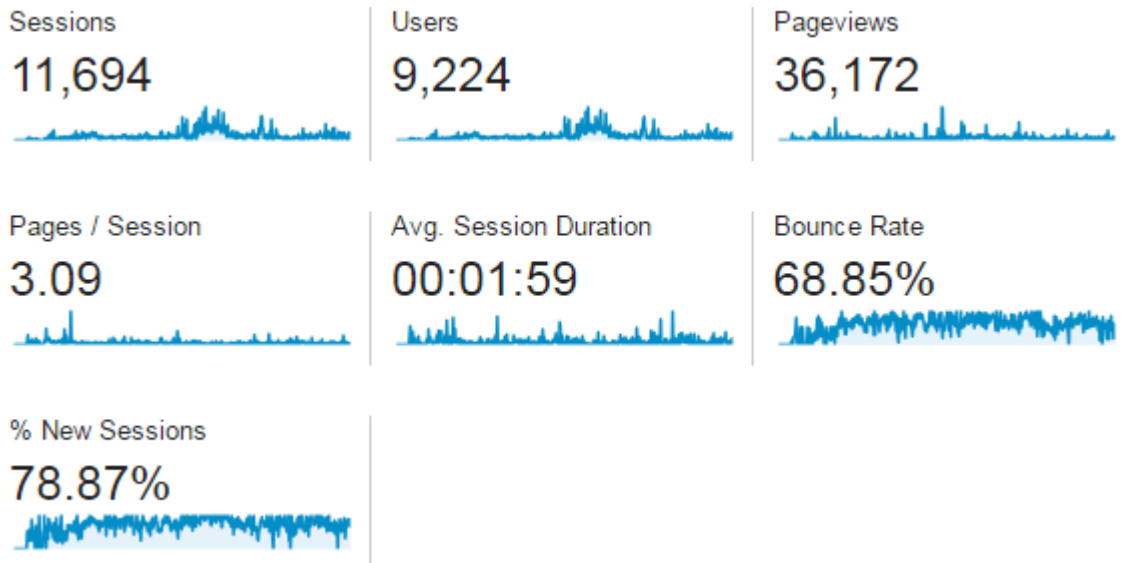 Sessions
11,694
Users
9,224
Pageviews
36,172
Pages / Session
3.09
Avg. Session Duration
00:01:59
Bounce Rate
68.85%
% New Sessions
78.87%